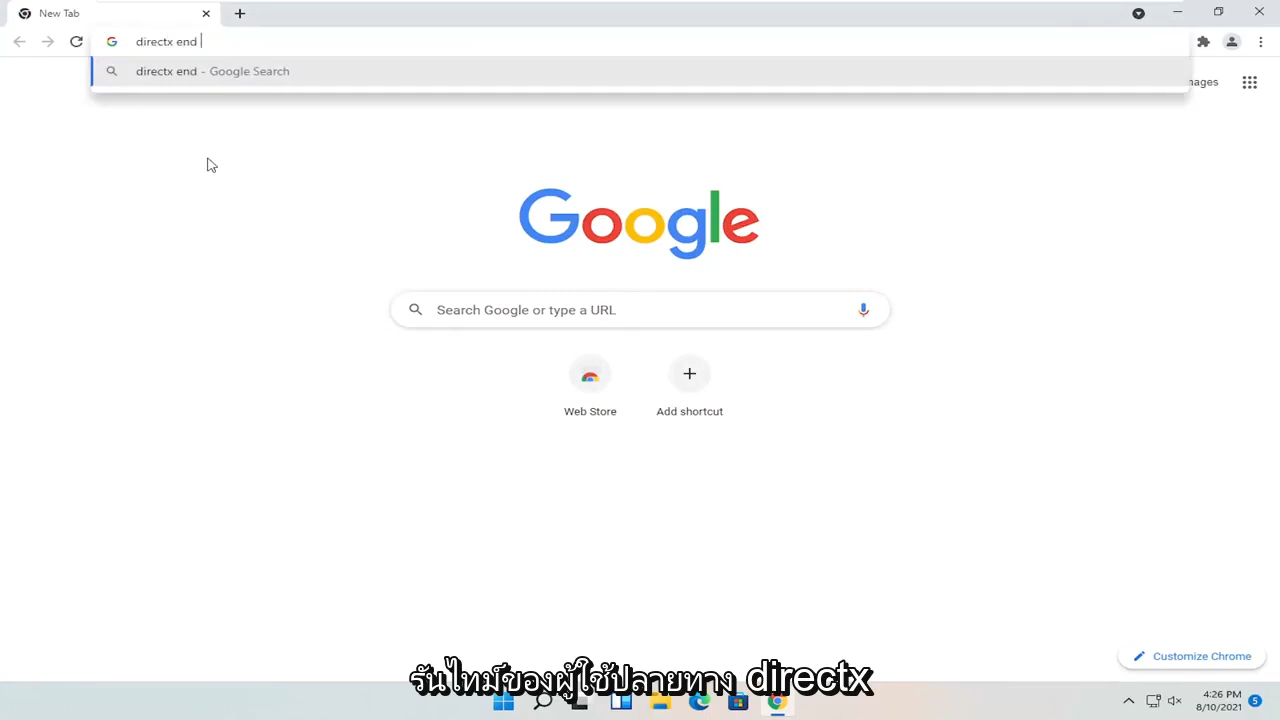 New Tab
directx end
directx end - Google Search
mages
Google
Search Google or type a URL
Web Store
Add shortcut
Customize Chrome
รันไทม์ของผู้ใช้ปลายทาง directx
4:26 PM
8/10/2021
5